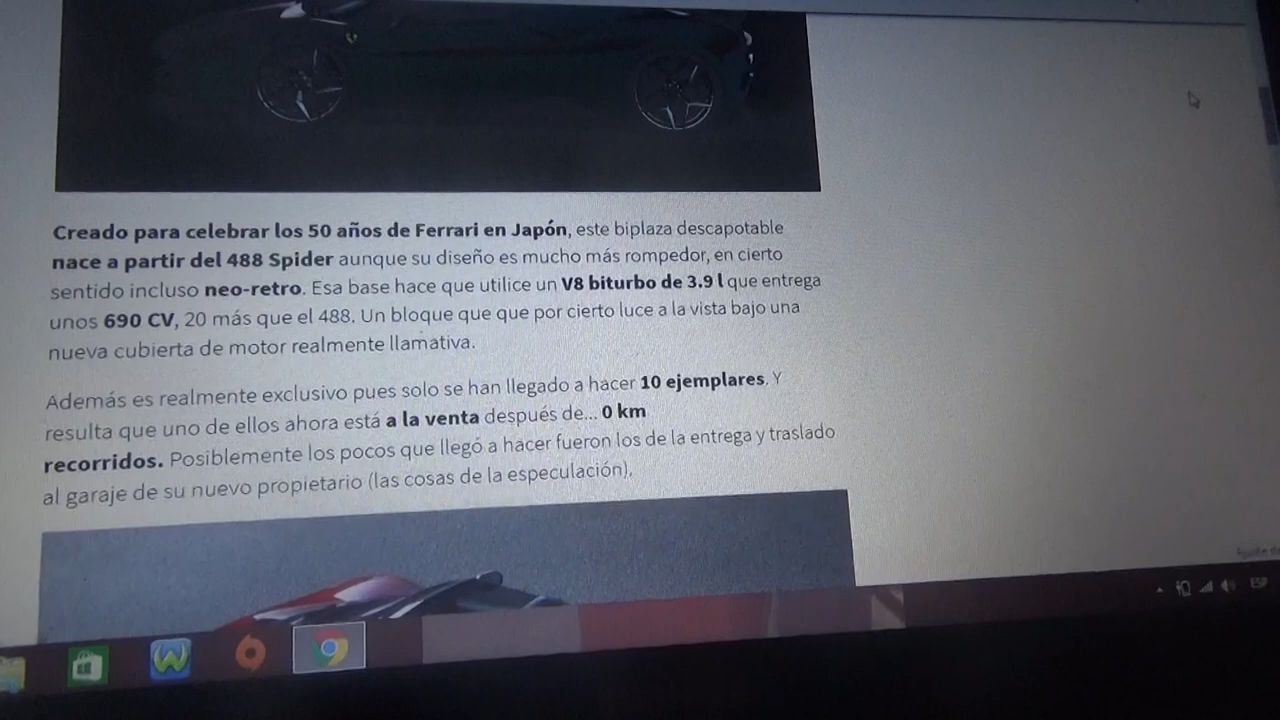 Creado para celebrar los 50 años de Ferrari en Japón, este biplaza descapotable
nace a partir del 488 Spider aunque su diseño es mucho más rompedor, en cierto
sentido incluso neo-retro. Esa base hace que utilice un V8 biturbo de 3.9 l que entrega
unos 690 CV, 20 más que el 488. Un bloque que que por cierto luce a la vista bajo una
nueva cubierta de motor realmente llamativa.
Además es realmente exclusivo pues solo se han llegado a hacer 10 ejemplares. Y
resulta que uno de ellos ahora está a la venta después de... 0 km
recorridos. Posiblemente los pocos que llegó a hacer fueron los de la entrega y traslado
al garaje de su nuevo propietario (las cosas de la especulación).
ESP